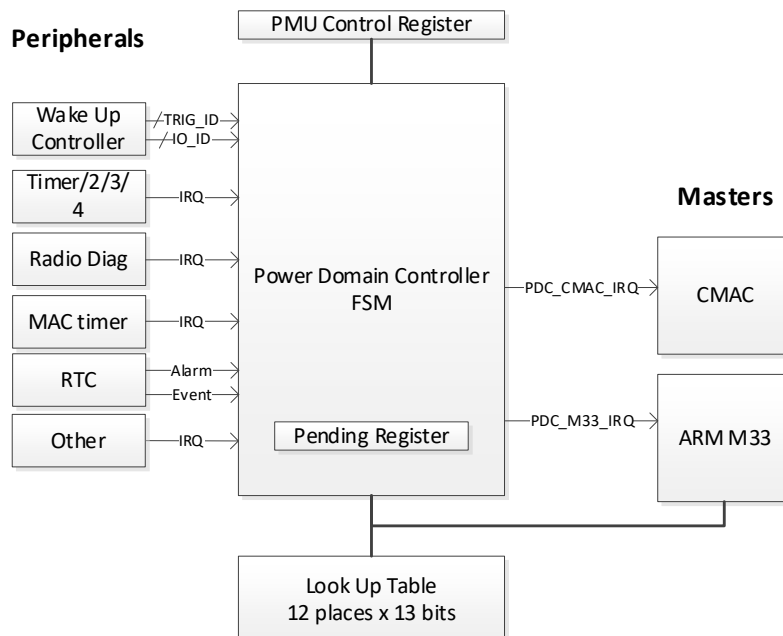 PMU Control Register
Peripherals
Wake Up
Controller
TRIG_ID
IO_ID
Timer/2/3/
4
IRQ
Radio Diag
IRQ
MAC timer
IRQ
RTC
Alarm
Event
Other
IRQ
Power Domain Controller
FSM
Pending Register
Masters
PDC_CMAC_IRQ
CMAC
PDC_M33_IRQ
ARM M33
Look Up Table
12 places x 13 bits